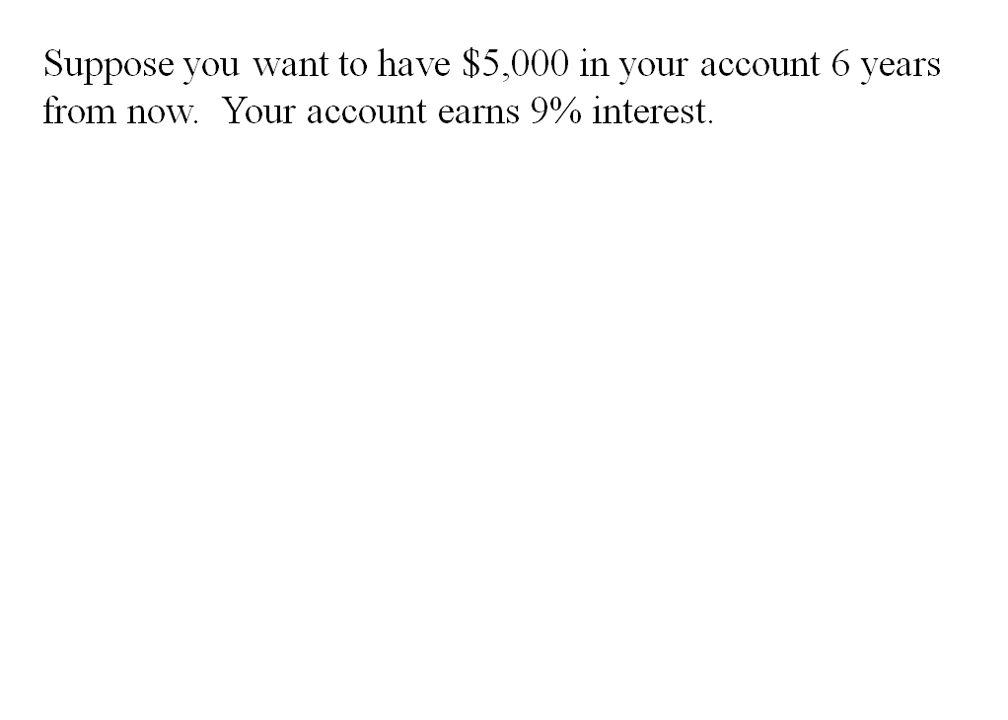 Suppose you want to have $5,000 in your account 6 years
from now.  Your account earns 9% interest.